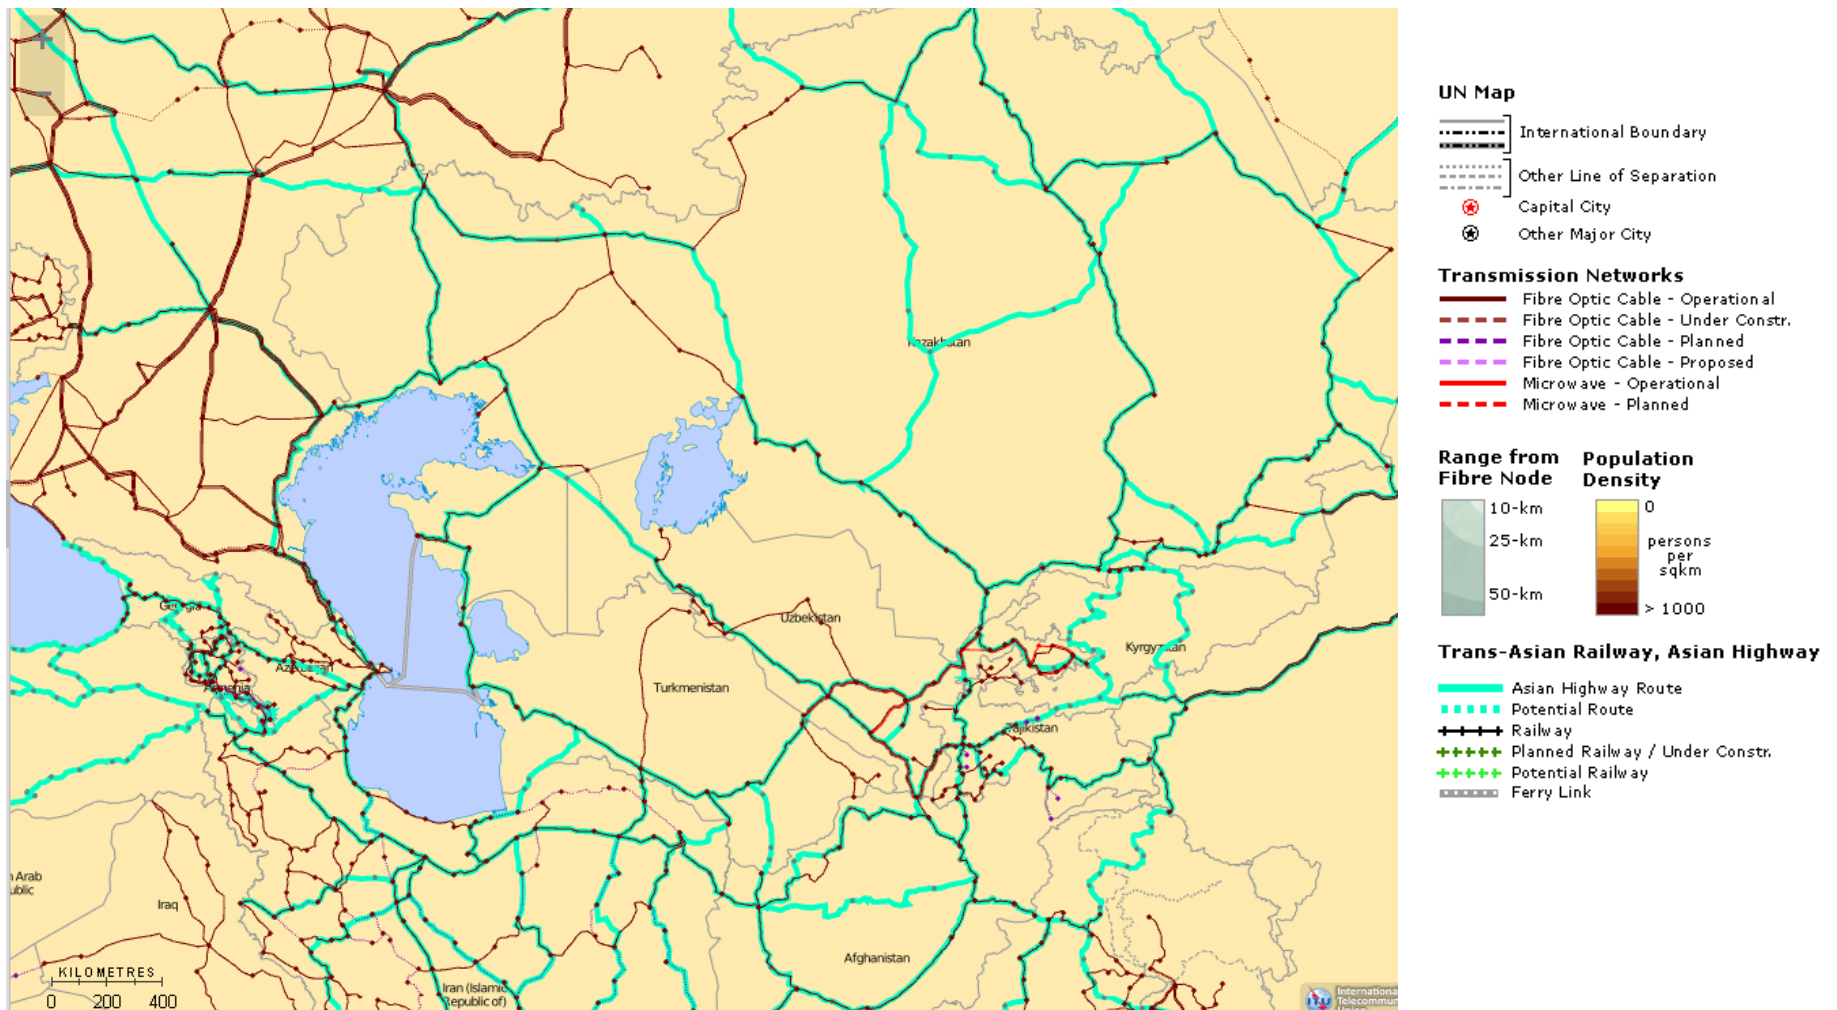 UN Map
International Boundary
Other Line of Separation
Capital City
Other Major City
Transmission Networks
Fibre Optic Cable - Operational
Fibre Optic Cable - Under Constr.
Fibre Optic Cable - Planned
Fibre Optic Cable - Proposed
Microwave - Operational
Microwave - Planned
Range from Fibre Node
Population Density
10-km
25-km
50-km
0
persons per sqkm
> 1000
Trans-Asian Railway, Asian Highway
Asian Highway Route
Potential Route
Railway
Planned Railway / Under Constr.
Potential Railway
Ferry Link
Kazakhstan
Georgia
Azerbaijan
Armenia
Uzbekistan
Kyrgyzstan
Turkmenistan
Tajikistan
n Arab
ublic
Iraq
Afghanistan
Iran (Islamic
Republic of)
KILOMETRES
0 200 400
ITU
Internationa
Telecommun